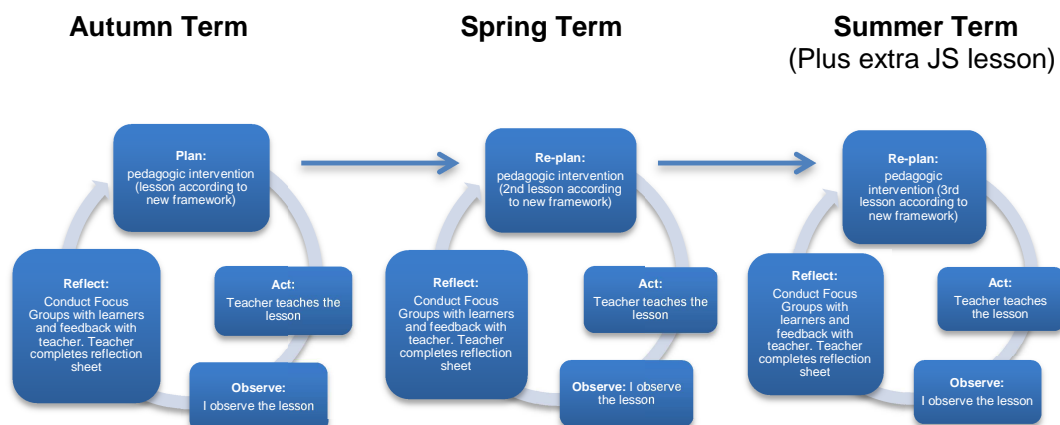 Autumn Term
Spring Term
Summer Term
(Plus extra JS lesson)
Plan:
pedagogic intervention
(lesson according to
new framework)
Act:
Teacher teaches the
lesson
Observe:
I observe the lesson
Reflect:
Conduct Focus
Groups with learners
and feedback with
teacher. Teacher
completes reflection
sheet
Re-plan:
pedagogic intervention
(2nd lesson according
to new framework)
Act:
Teacher teaches the
lesson
Observe: I observe
the lesson
Reflect:
Conduct Focus
Groups with learners
and feedback with
teacher. Teacher
completes reflection
sheet
Re-plan:
pedagogic
intervention (3rd
lesson according to
new framework)
Act:
Teacher teaches
the lesson
Observe:
I observe the lesson
Reflect:
Conduct Focus
Groups with
learners and
feedback with
teacher. Teacher
completes reflection
sheet